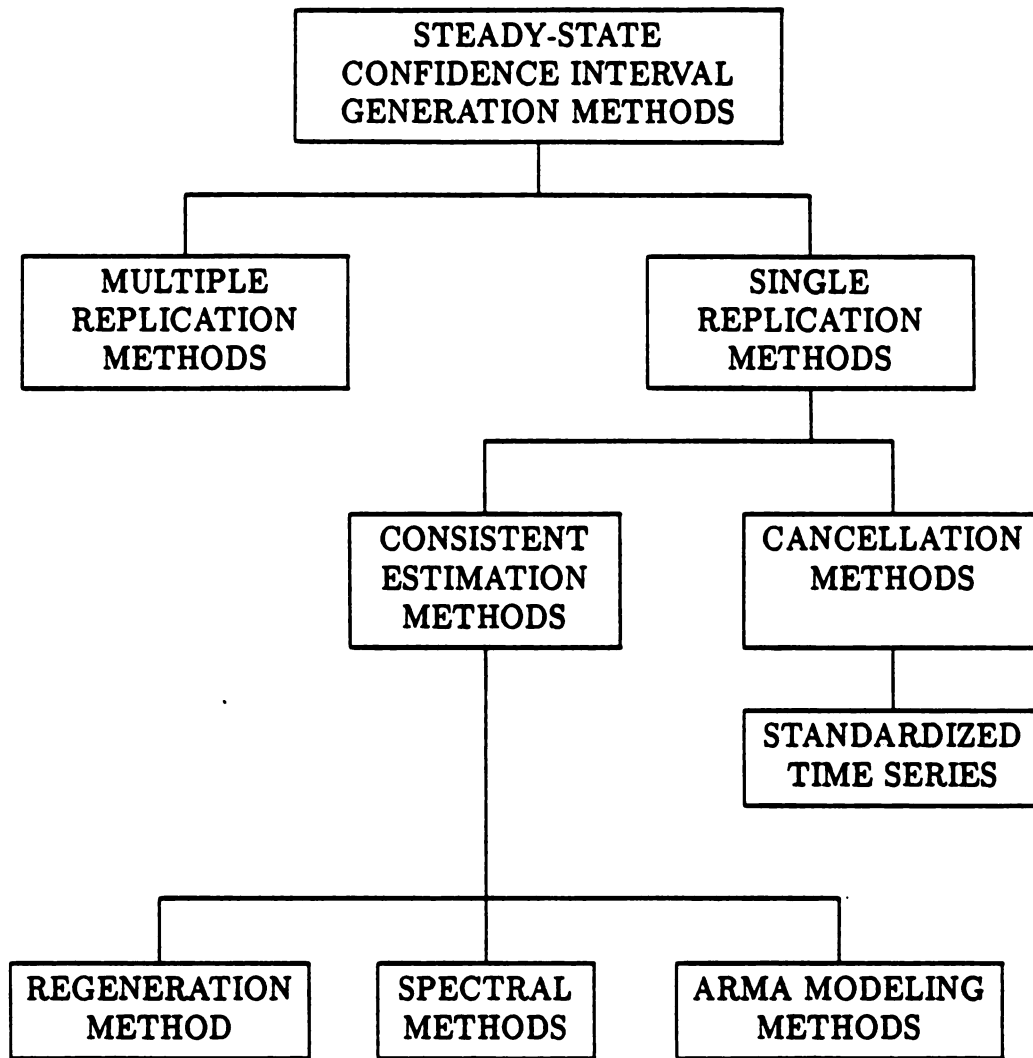 STEADY-STATE
CONFIDENCE INTERVAL
GENERATION METHODS
MULTIPLE
REPLICATION
METHODS
SINGLE
REPLICATION
METHODS
CONSISTENT
ESTIMATION
METHODS
CANCELLATION
METHODS
STANDARDIZED
TIME SERIES
REGENERATION
METHOD
SPECTRAL
METHODS
ARMA MODELING
METHODS